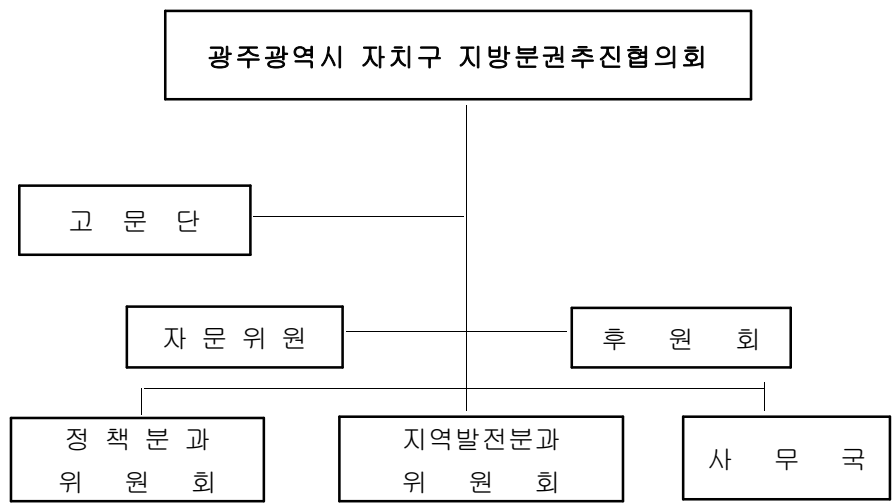 광주광역시 자치구 지방분권추진협의회
고 문 단
자 문 위 원
후 원 회
정 책 분 과
위 원 회
지역발전분과
위 원 회
사 무 국